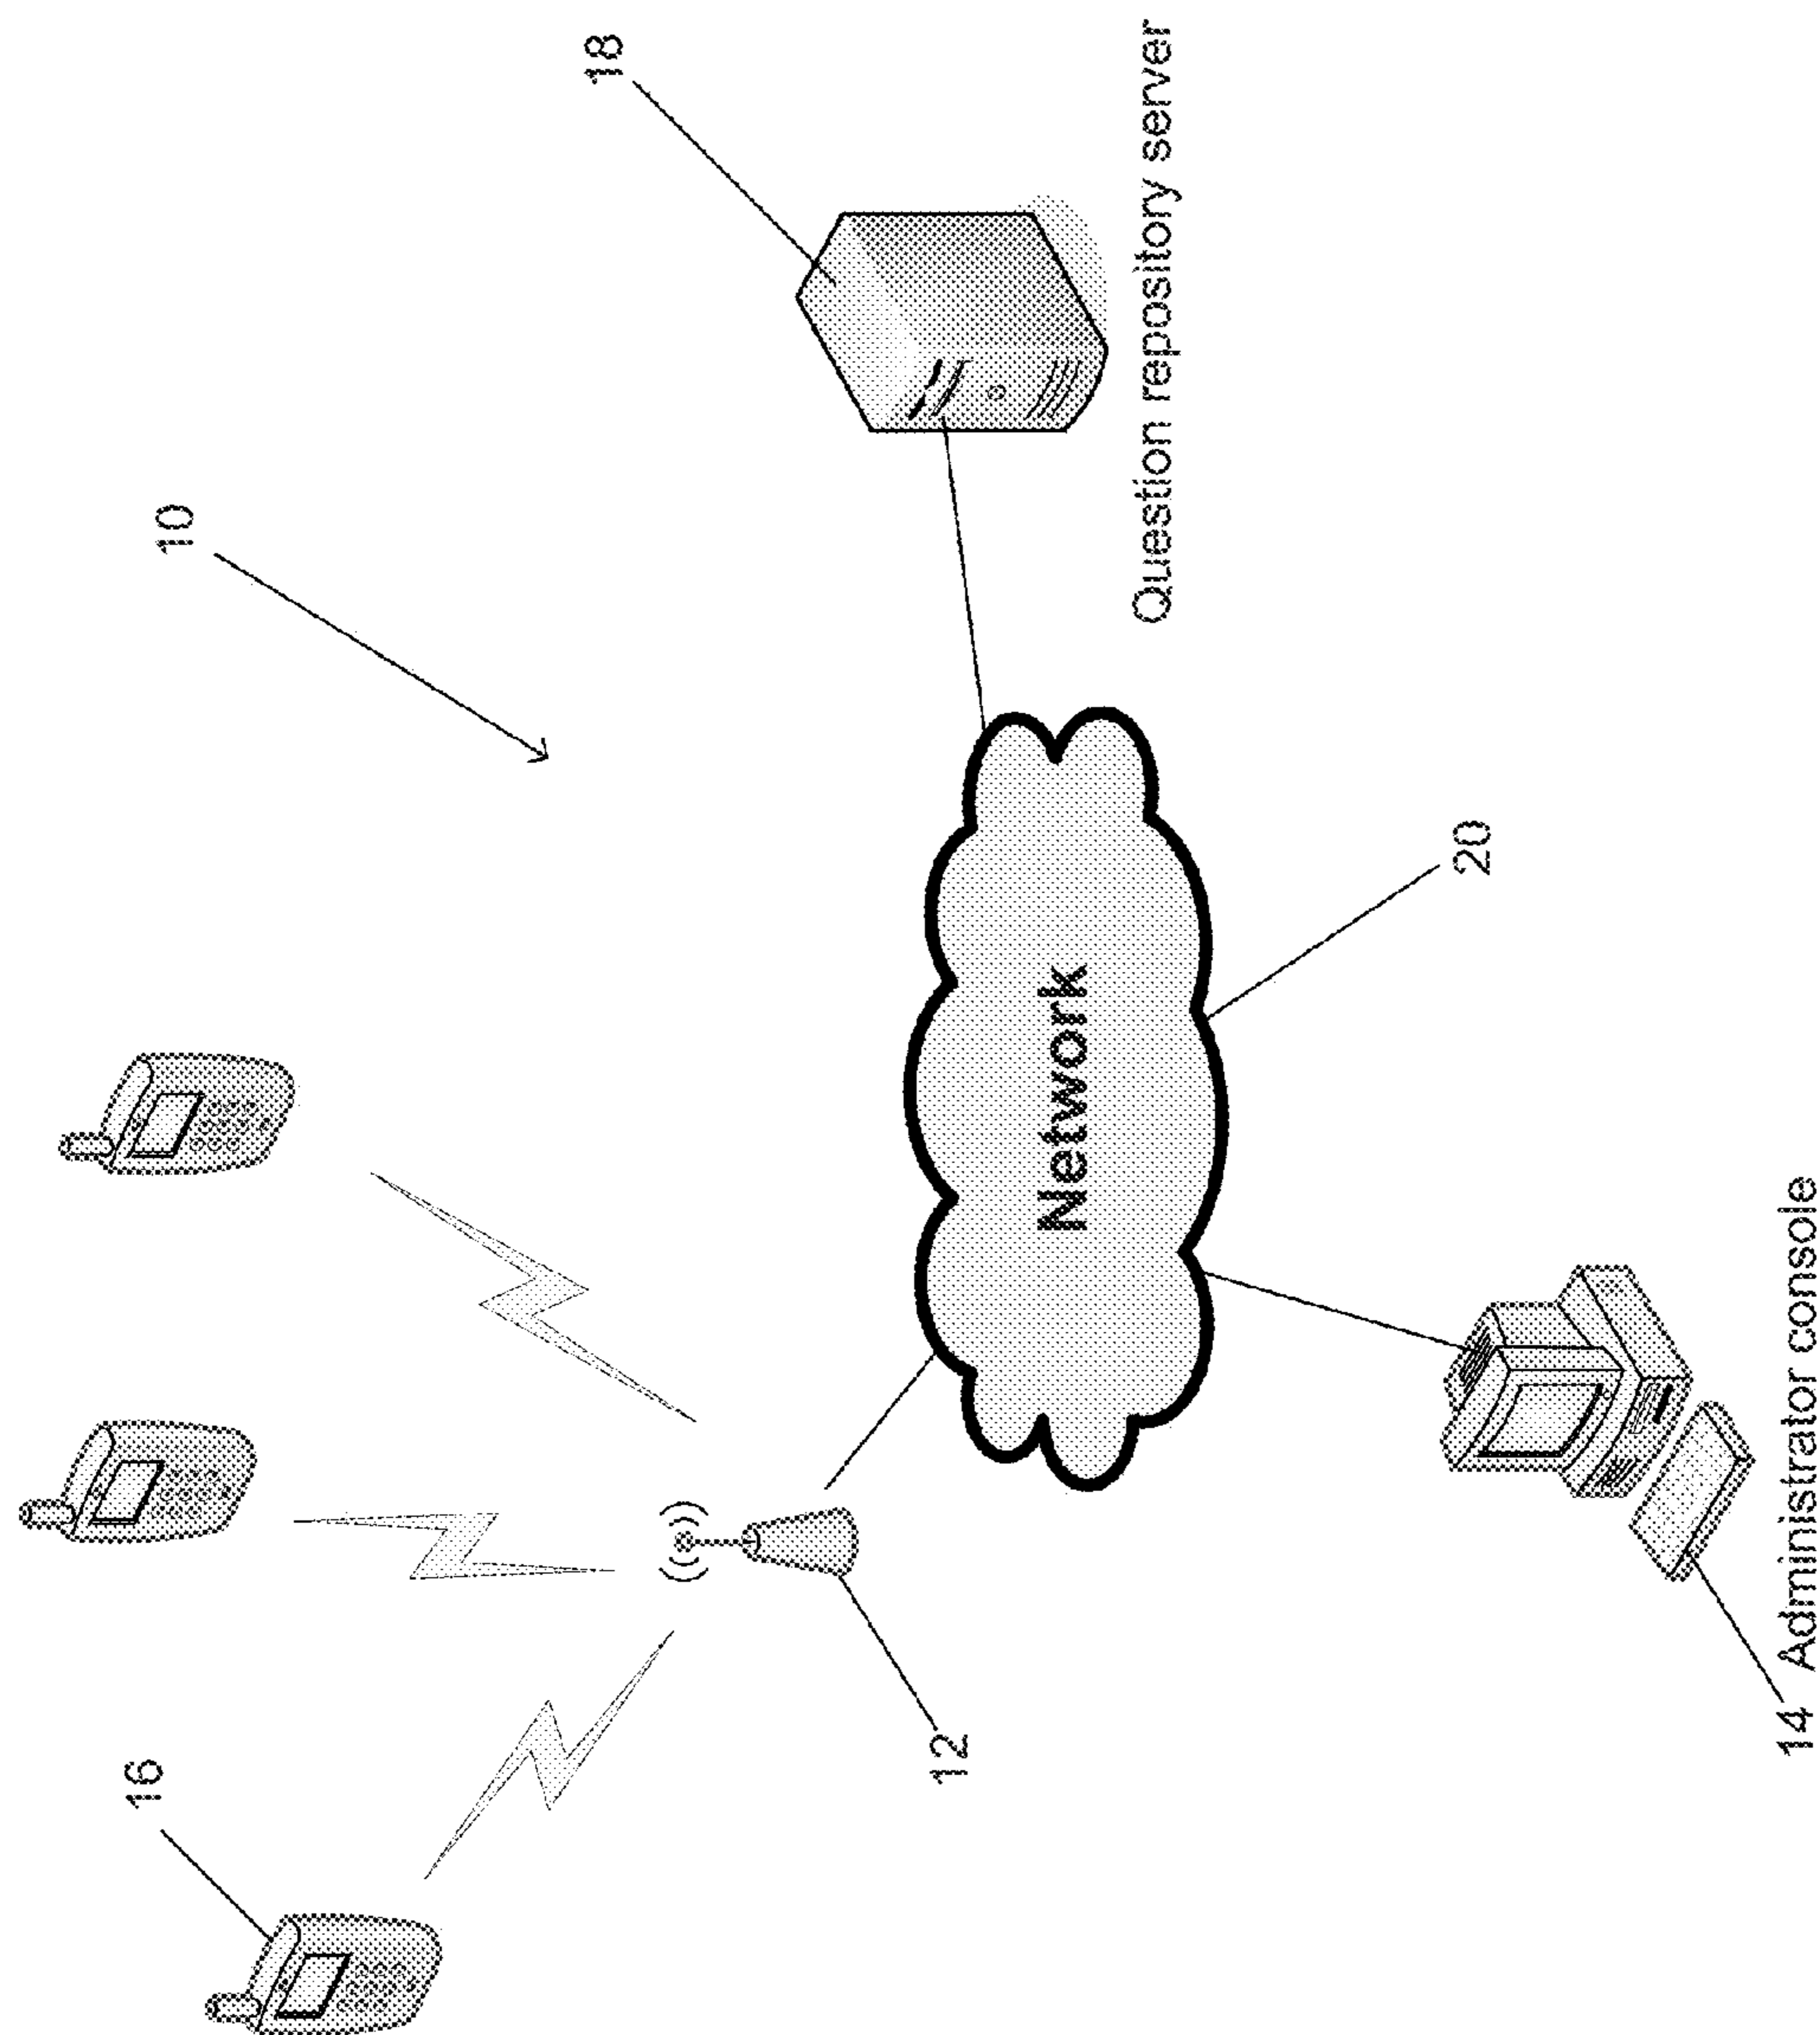 16
10
18
12
Network
Question repository server
20
14 Administrator console